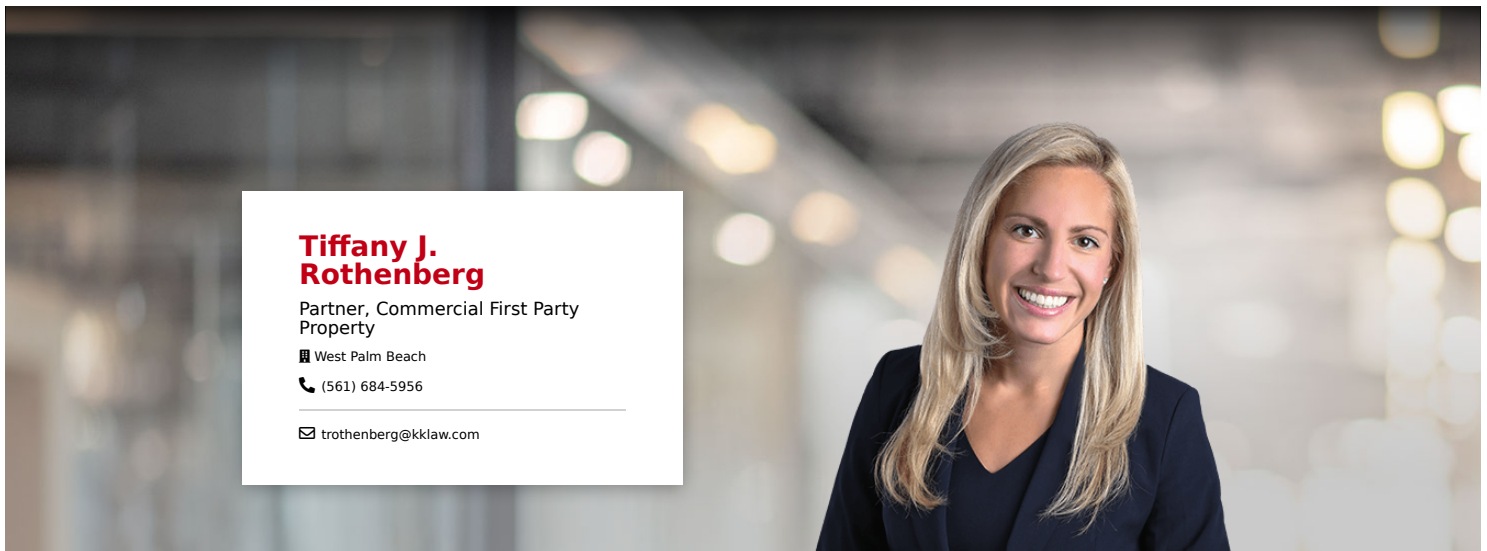 Tiffany J.
Rothenberg
Partner, Commercial First Party
Property
West Palm Beach
(561) 684-5956
trothenberg@kklaw.com